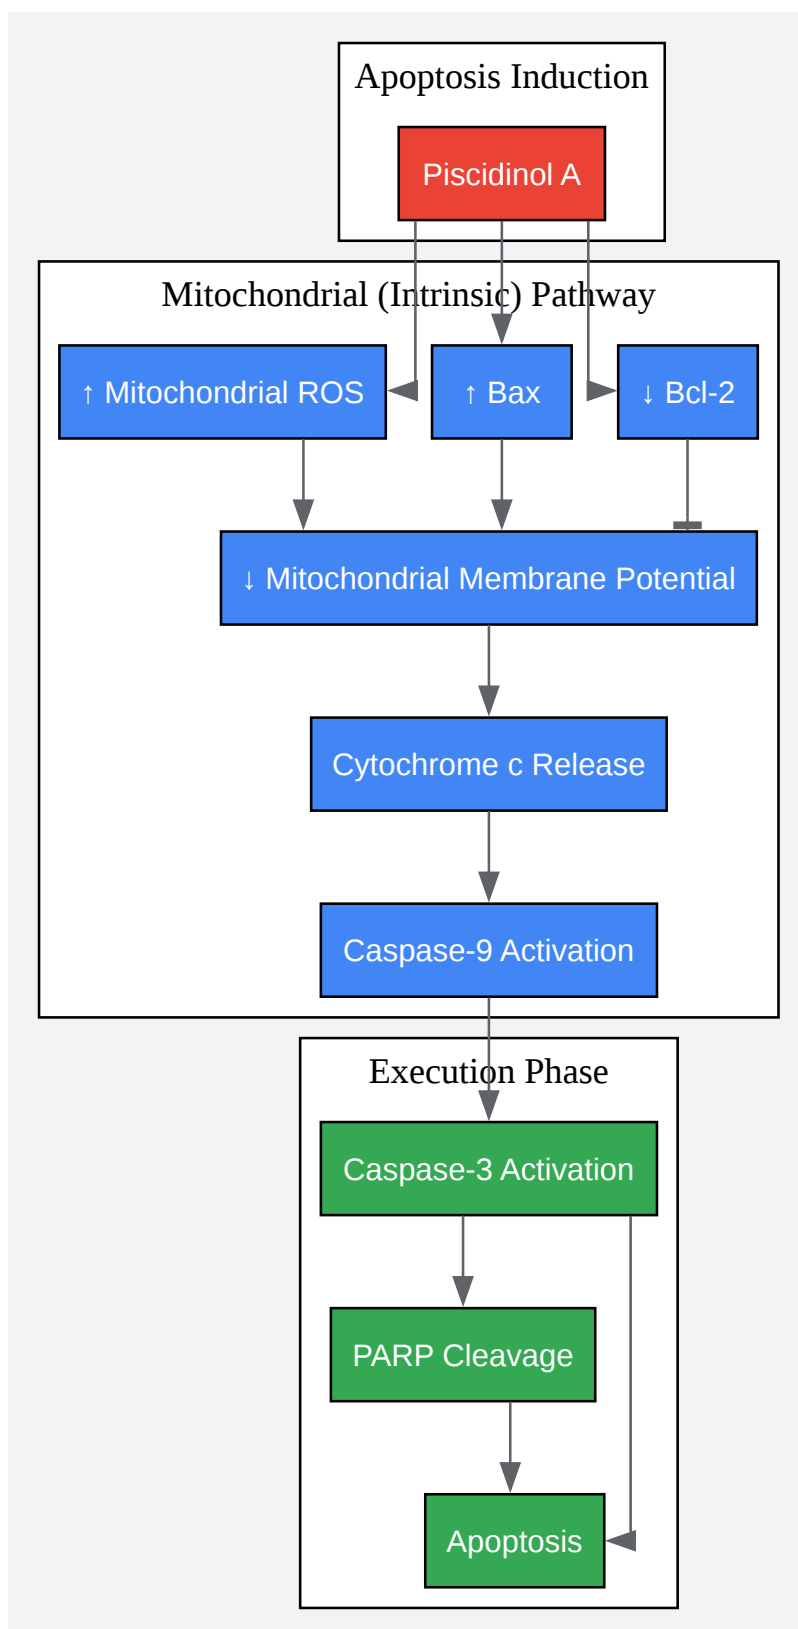 Apoptosis Induction
Piscidinol A
Mitochondrial (Intrinsic) Pathway
↑ Mitochondrial ROS
↑ Bax
↓ Bcl-2
↓ Mitochondrial Membrane Potential
Cytochrome c Release
Caspase-9 Activation
Execution Phase
Caspase-3 Activation
PARP Cleavage
Apoptosis